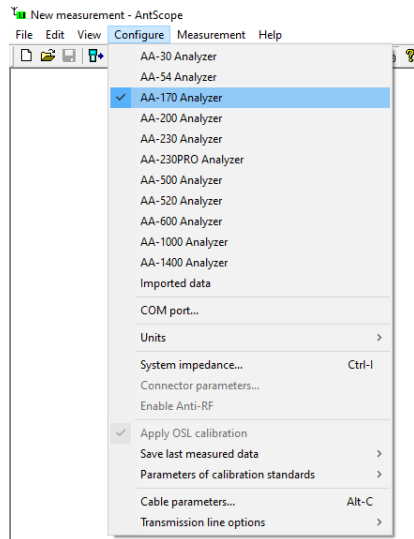 New measurement - AntScope
File Edit View Configure Measurement Help
AA-30 Analyzer
AA-54 Analyzer
AA-170 Analyzer
AA-200 Analyzer
AA-230 Analyzer
AA-230PRO Analyzer
AA-500 Analyzer
AA-520 Analyzer
AA-600 Analyzer
AA-1000 Analyzer
AA-1400 Analyzer
Imported data
COM port...
Units
System impedance... Ctrl-I
Connector parameters...
Enable Anti-RF
Apply OSL calibration
Save last measured data
Parameters of calibration standards
Cable parameters... Alt-C
Transmission line options